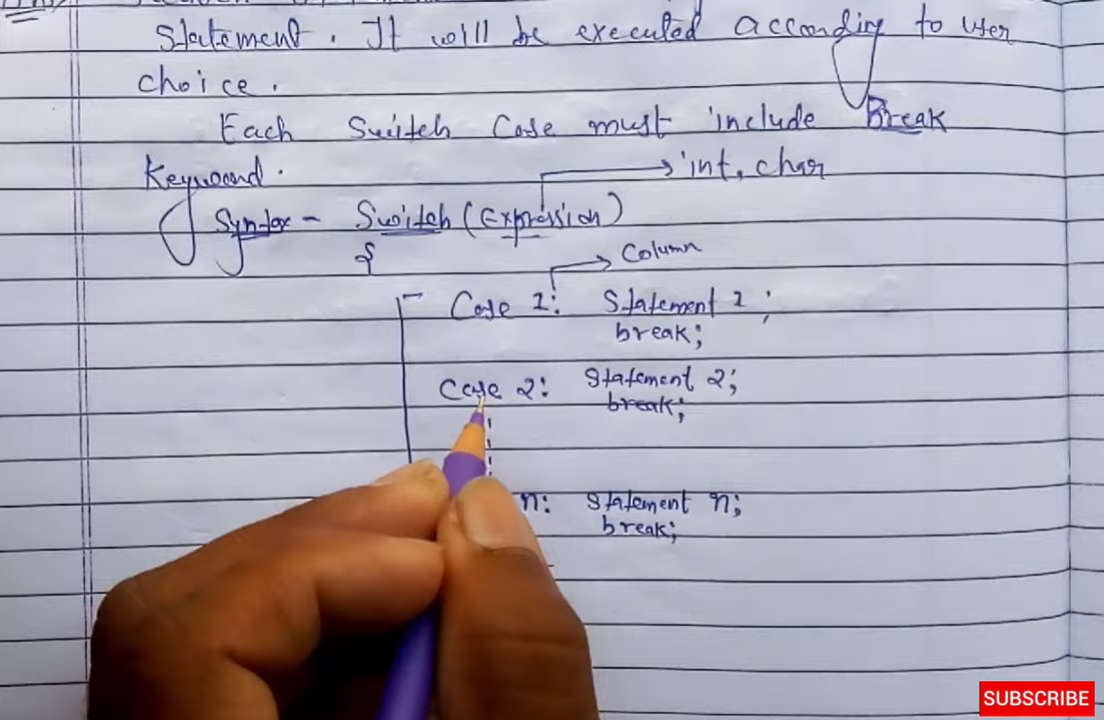 Statement. It will be executed according to User
choice.
Each Switch Case must include Break
Keyword.
int, char
Syntax - Switch (Expression)
{
Column
Case 1: Statement 1;
break;
Case 2: Statement 2;
break;
n: Statement n;
break;
SUBSCRIBE